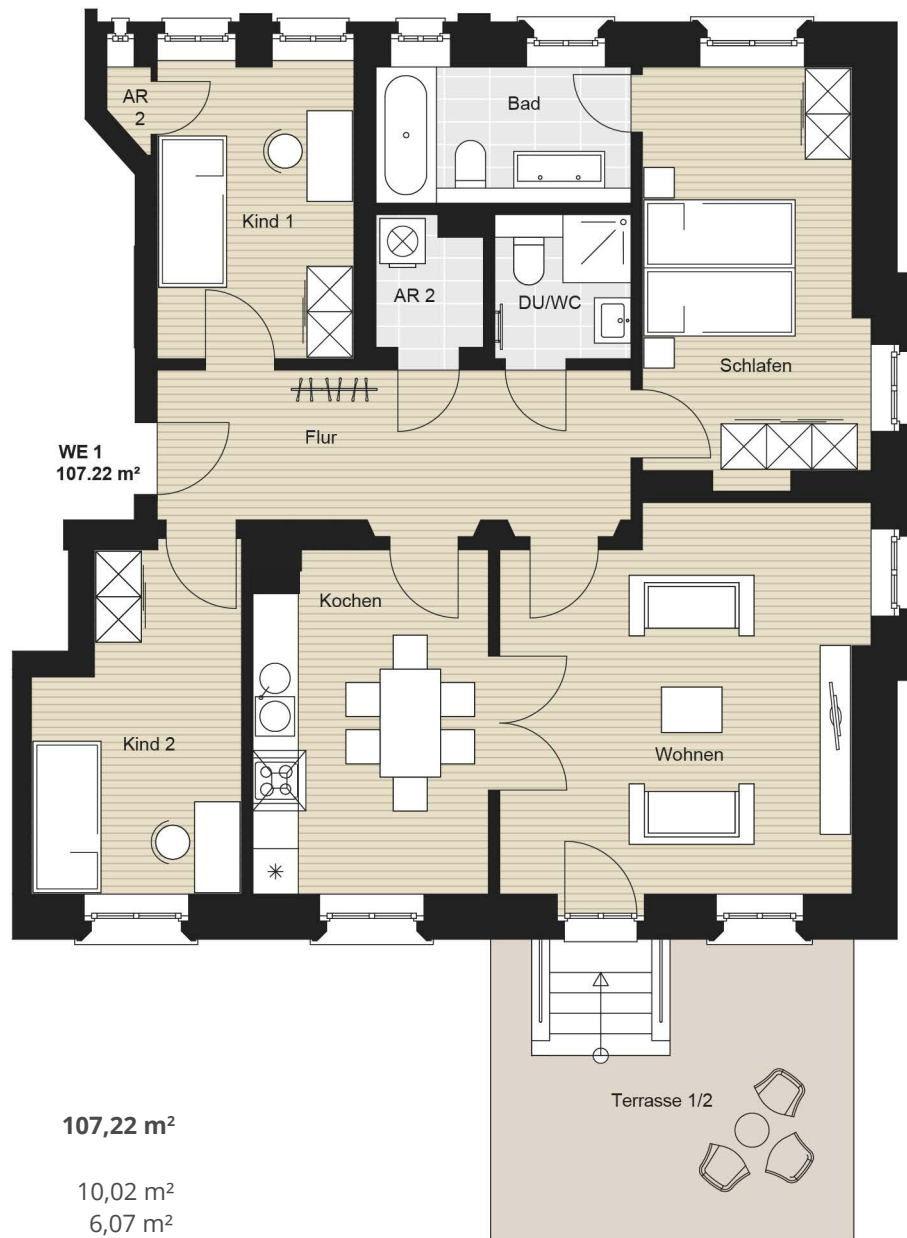 AR
2
Bad
Kind 1
AR 2
DU/WC
Schlafen
Flur
WE 1
107.22 m²
Kochen
Kind 2
Wohnen
Terrasse 1/2
107,22 m²
10,02 m²
6,07 m²